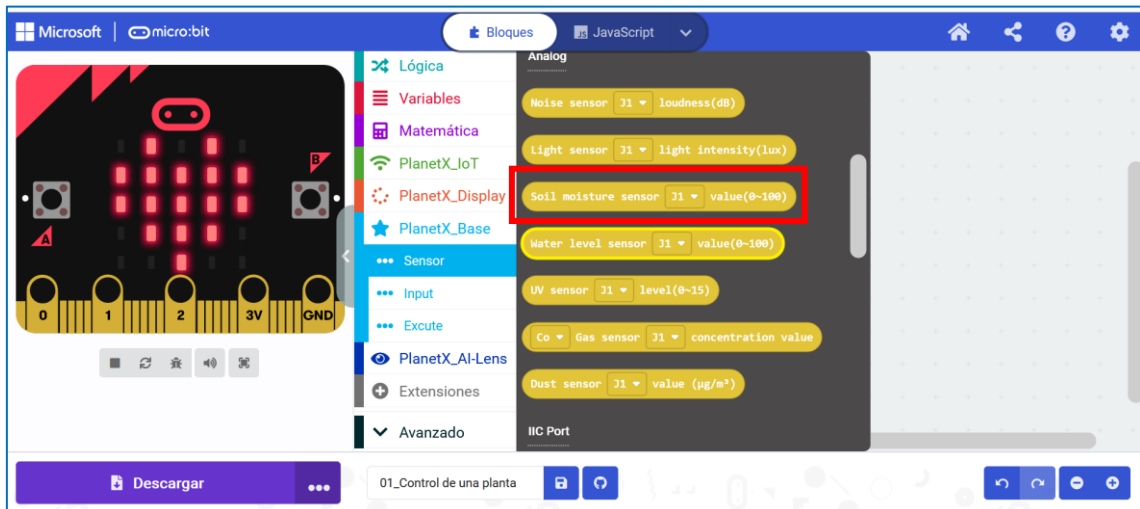 Microsoft micro:bit Bloques JS JavaScript
B
A
0 1 2 3V GND
Lógica
Variables
Matemática
PlanetX_IoT
PlanetX_Display
PlanetX_Base
Sensor
Input
Excute
PlanetX_AI-Lens
Extensiones
Avanzado
Analog
Noise sensor J1 loudness(dB)
Light sensor J1 light intensity(lux)
Soil moisture sensor J1 value(0~100)
Water level sensor J1 value(0~100)
UV sensor J1 level(0~15)
Co Gas sensor J1 concentration value
Dust sensor J1 value (μg/m³)
IIC Port
Descargar
01_Control de una planta